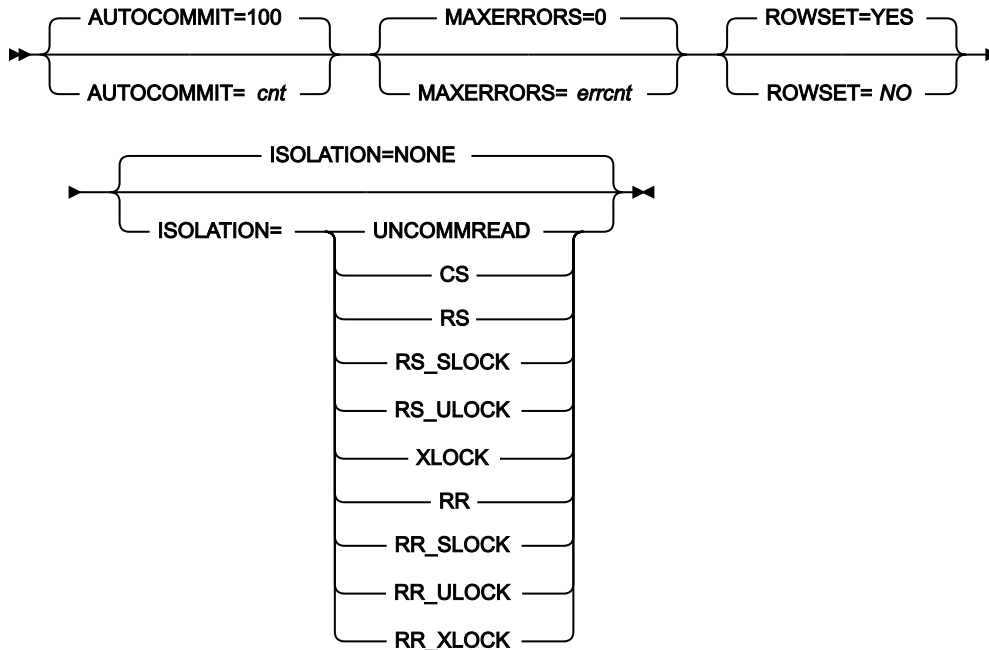 AUTOCOMMIT=100 MAXERRORS=0 ROWSET=YES
AUTOCOMMIT= cnt MAXERRORS= errcnt ROWSET= NO
ISOLATION=NONE
ISOLATION= UNCOMMREAD
CS
RS
RS_SLOCK
RS_ULOCK
XLOCK
RR
RR_SLOCK
RR_ULOCK
RR_XLOCK